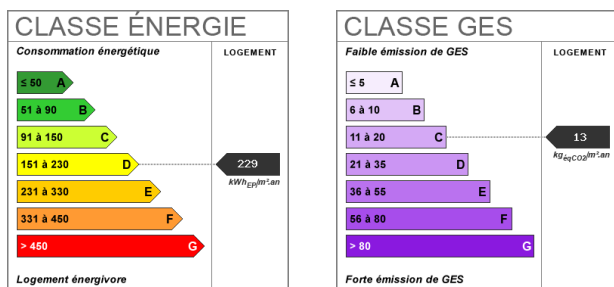 CLASSE ÉNERGIE
Consommation énergétique
LOGEMENT
≤ 50 A
51 à 90 B
91 à 150 C
151 à 230 D
229
kWhEP/m².an
231 à 330 E
331 à 450 F
> 450 G
Logement énergivore
CLASSE GES
Faible émission de GES
LOGEMENT
≤ 5 A
6 à 10 B
11 à 20 C
13
kgéqCO2/m².an
21 à 35 D
36 à 55 E
56 à 80 F
> 80 G
Forte émission de GES